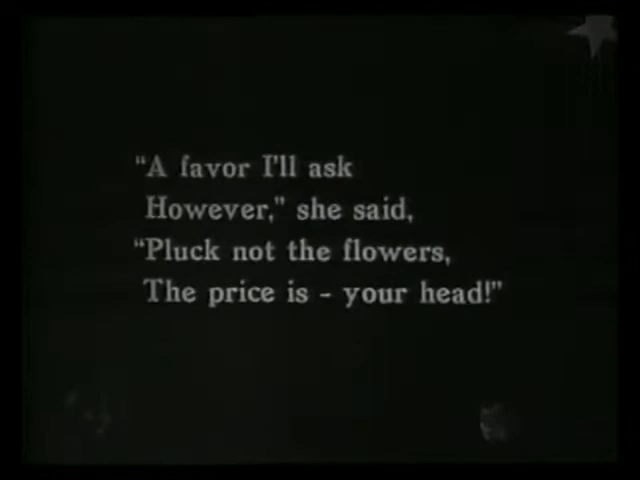 “A favor I'll ask
However,” she said,
“Pluck not the flowers,
The price is - your head!”